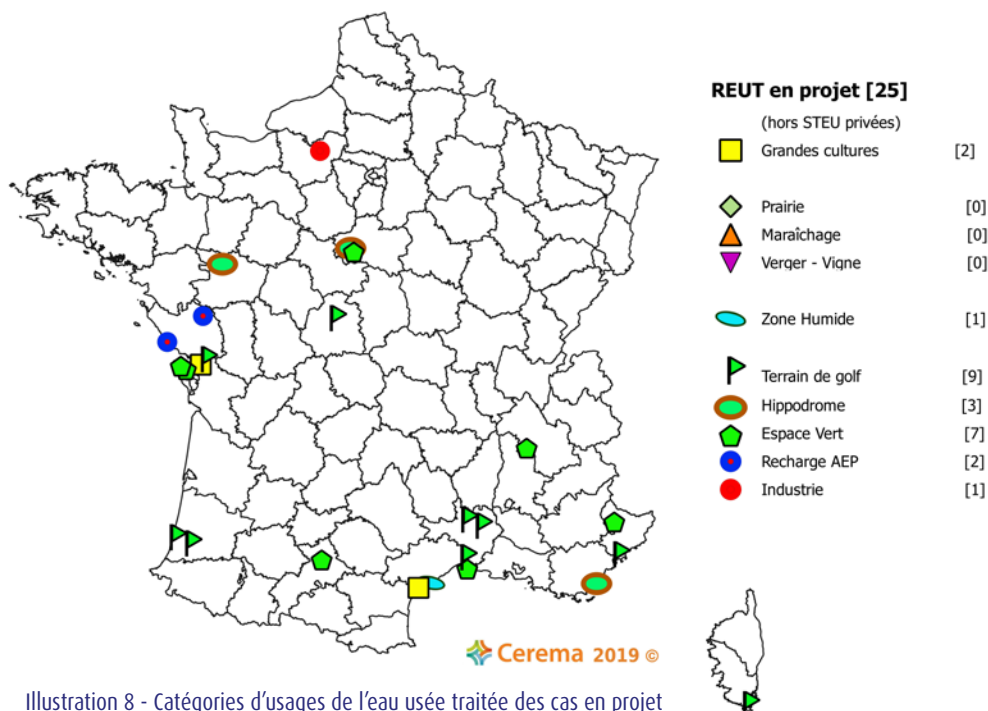 REUT en projet [25]
(hors STEU privées)
Grandes cultures [2]
Prairie [0]
Maraîchage [0]
Verger - Vigne [0]
Zone Humide [1]
Terrain de golf [9]
Hippodrome [3]
Espace Vert [7]
Recharge AEP [2]
Industrie [1]
Cerema 2019 ©
Illustration 8 - Catégories d'usages de l'eau usée traitée des cas en projet